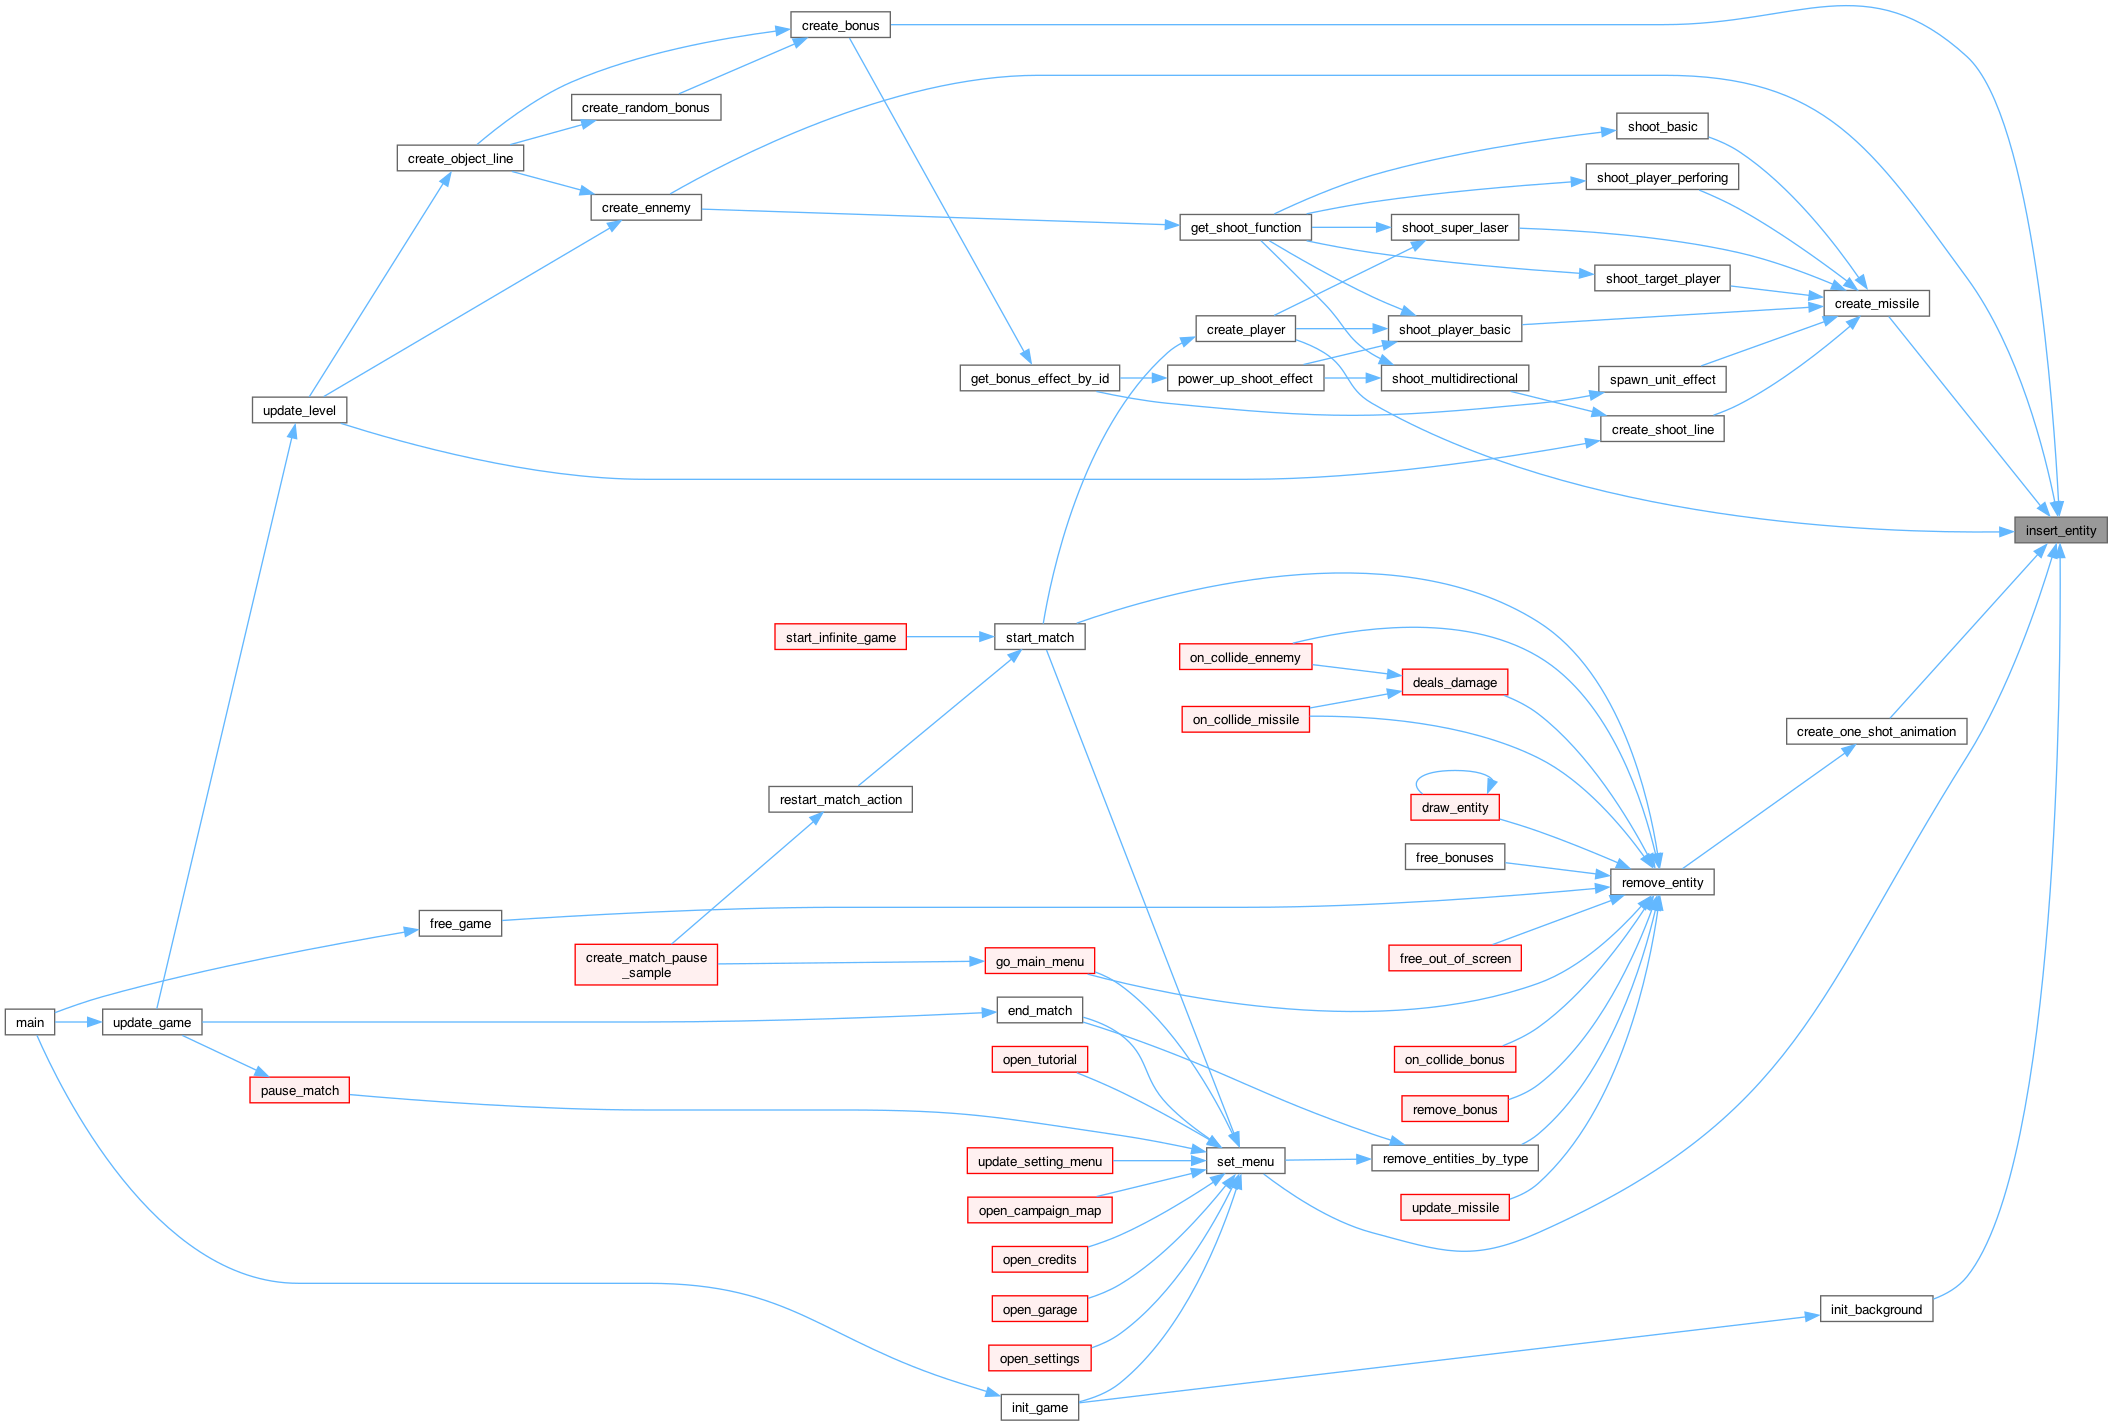 create_bonus
create_random_bonus
create_object_line
create_ennemy
shoot_basic
shoot_player_perforing
get_shoot_function
shoot_super_laser
shoot_target_player
create_missile
create_player
shoot_player_basic
get_bonus_effect_by_id
power_up_shoot_effect
shoot_multidirectional
spawn_unit_effect
update_level
create_shoot_line
insert_entity
start_infinite_game
start_match
on_collide_ennemy
deals_damage
on_collide_missile
create_one_shot_animation
restart_match_action
draw_entity
free_bonuses
remove_entity
free_game
create_match_pause
_sample
go_main_menu
free_out_of_screen
main
update_game
end_match
open_tutorial
on_collide_bonus
pause_match
remove_bonus
update_setting_menu
set_menu
remove_entities_by_type
open_campaign_map
update_missile
open_credits
open_garage
init_background
open_settings
init_game